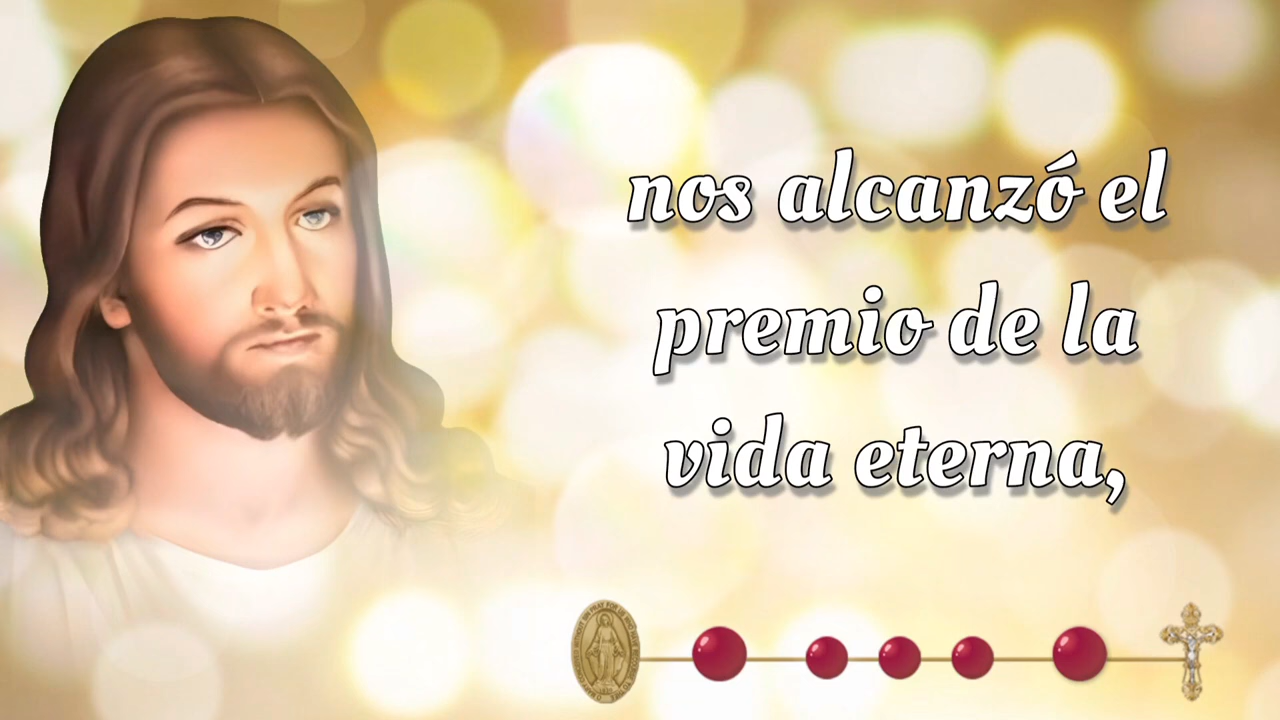 nos alcanzó el
premio de la
vida eterna,